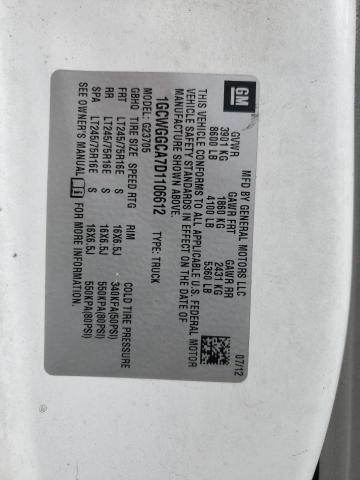 GM
MFD BY GENERAL MOTORS LLC 07/12
GVWR GAWR FRT GAWR RR
3901 KG 1860 KG 2431 KG
8600 LB 4100 LB 5360 LB
THIS VEHICLE CONFORMS TO ALL APPLICABLE U.S. FEDERAL MOTOR
VEHICLE SAFETY STANDARDS IN EFFECT ON THE DATE OF
MANUFACTURE SHOWN ABOVE.
1GCWGGCA7D1106612 TYPE: TRUCK
MODEL: G23705
GBHQ TIRE SIZE SPEED RTG RIM COLD TIRE PRESSURE
FRT LT245/75R16E S 16X6.5J 340KPA(50PSI)
RR LT245/75R16E S 16X6.5J 550KPA(80PSI)
SPA LT245/75R16E S 16X6.5J 550KPA(80PSI)
SEE OWNER'S MANUAL FOR MORE INFORMATION.